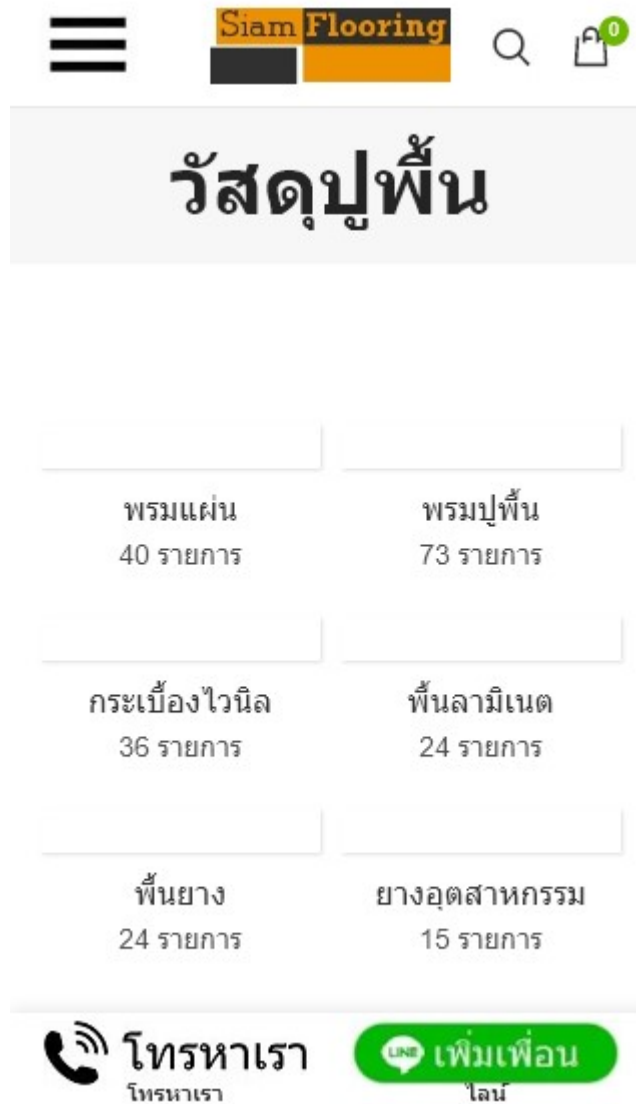 Siam Flooring
0
วัสดุปูพื้น
พรมแผ่น
40 รายการ
พรมปูพื้น
73 รายการ
กระเบื้องไวนิล
36 รายการ
พื้นลามิเนต
24 รายการ
พื้นยาง
24 รายการ
ยางอุตสาหกรรม
15 รายการ
โทรหาเรา
โทรหาเรา
LINE เพิ่มเพื่อน
ไลน์